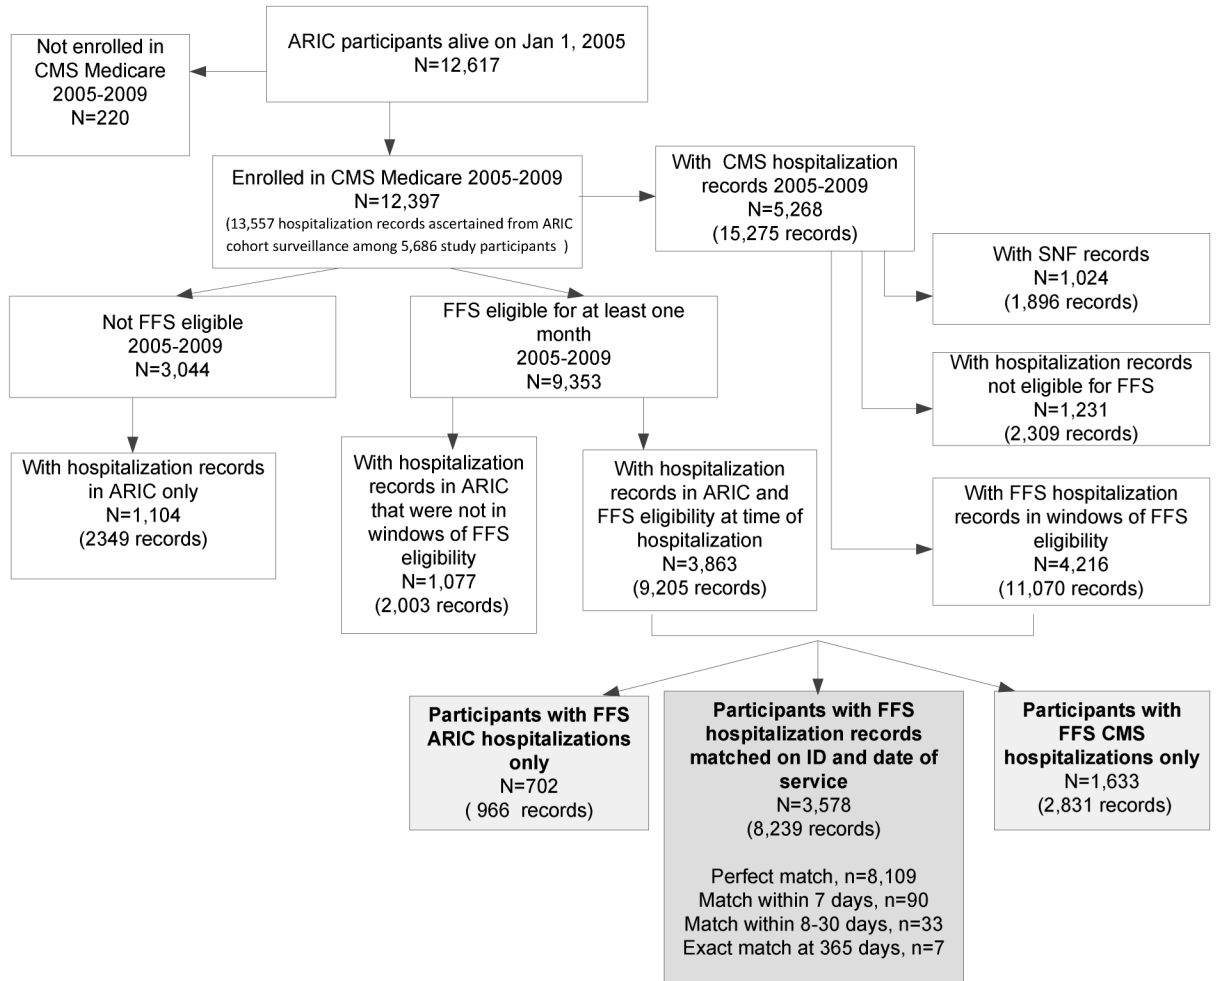 ARIC participants alive on Jan 1, 2005
N=12,617
Not enrolled in
CMS Medicare
2005-2009
N=220
Enrolled in CMS Medicare 2005-2009
N=12,397
(13,557 hospitalization records ascertained from ARIC
cohort surveillance among 5,686 study participants )
With CMS hospitalization
records 2005-2009
N=5,268
(15,275 records)
With SNF records
N=1,024
(1,896 records)
Not FFS eligible
2005-2009
N=3,044
FFS eligible for at least one
month
2005-2009
N=9,353
With hospitalization records
not eligible for FFS
N=1,231
(2,309 records)
With hospitalization records
in ARIC only
N=1,104
(2349 records)
With hospitalization
records in ARIC
that were not in
windows of FFS
eligibility
N=1,077
(2,003 records)
With hospitalization
records in ARIC and
FFS eligibility at time of
hospitalization
N=3,863
(9,205 records)
With FFS hospitalization
records in windows of FFS
eligibility
N=4,216
(11,070 records)
Participants with FFS
ARIC hospitalizations
only
N=702
( 966 records)
Participants with FFS
hospitalization records
matched on ID and date of
service
N=3,578
(8,239 records)
Perfect match, n=8,109
Match within 7 days, n=90
Match within 8-30 days, n=33
Exact match at 365 days, n=7
Participants with
FFS CMS
hospitalizations only
N=1,633
(2,831 records)